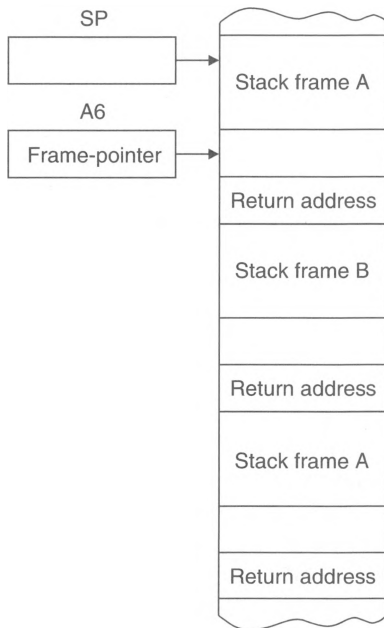 SP
Stack frame A
A6
Frame-pointer
Return address
Stack frame B
Return address
Stack frame A
Return address